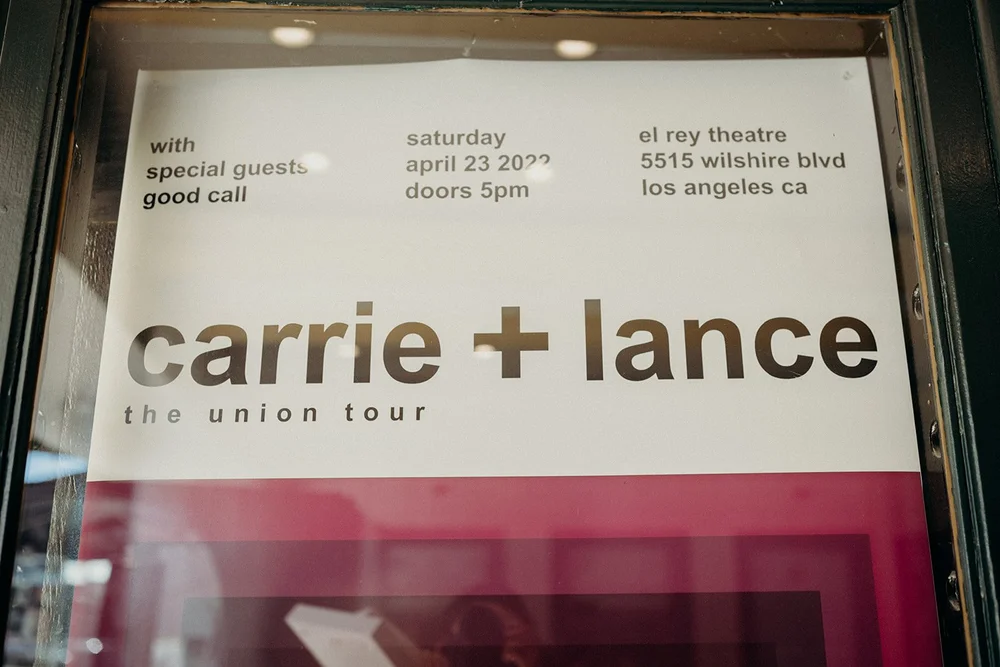 with
special guests
good call
saturday
april 23 2022
doors 5pm
el rey theatre
5515 wilshire blvd
los angeles ca
carrie + lance
the union tour